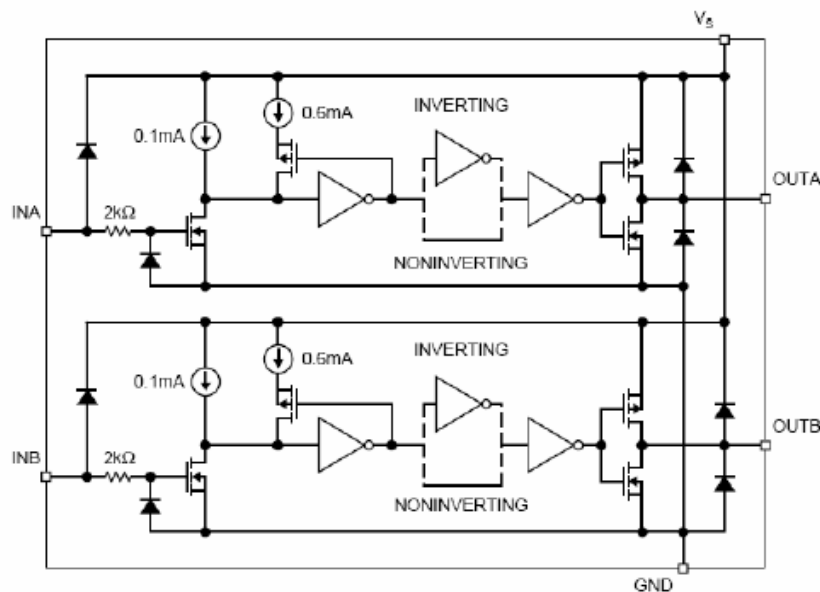 V_S
INVERTING
0.6mA
0.1mA
OUTA
INA
2kΩ
NONINVERTING
INVERTING
0.6mA
0.1mA
OUTB
INB
2kΩ
NONINVERTING
GND